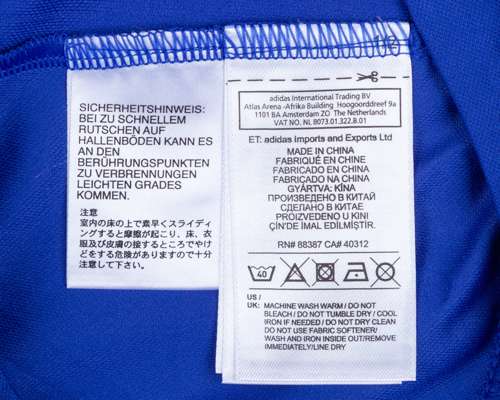 SICHERHEITSHINWEIS:
BEI ZU SCHNELLEM
RUTSCHEN AUF
HALLENBÖDEN KANN ES
AN DEN
BERÜHRUNGSPUNKTEN
ZU VERBRENNUNGEN
LEICHTEN GRADES
KOMMEN.
注意
室内の床の上で素早くスライディ
ングすると摩擦が起こり、床、衣
服及び皮膚の接するところでやけ
どをする危険がありますので十分
注意して下さい。
adidas International Trading BV
Atlas Arena -Afrika Building Hoogoorddreef 9a
1101 BA Amsterdam ZO The Netherlands
VAT NO. NL 8073.01.322.B.01
ET: adidas Imports and Exports Ltd
MADE IN CHINA
FABRIQUÉ EN CHINE
FABRICADO EN CHINA
FABRICADO NA CHINA
GYÁRTVA: KÍNA
ПРОИЗВЕДЕНО В КИТАЙ
СДЕЛАНО В КИТАЕ
PROIZVEDENO U KINI
ÇİN'DE İMAL EDİLMİŞTİR.
RN# 88387 CA# 40312
40
US /
UK: MACHINE WASH WARM / DO NOT
BLEACH / DO NOT TUMBLE DRY / COOL
IRON IF NEEDED / DO NOT DRY CLEAN
DO NOT USE FABRIC SOFTENER/
WASH AND IRON INSIDE OUT/REMOVE
IMMEDIATELY/LINE DRY